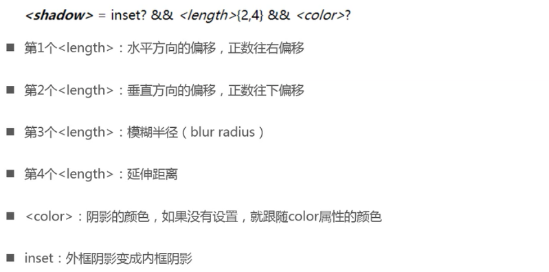 <shadow> = inset? && <length>{2,4} && <color>?
■ 第1个<length>：水平方向的偏移，正数往右偏移
■ 第2个<length>：垂直方向的偏移，正数往下偏移
■ 第3个<length>：模糊半径（blur radius）
■ 第4个<length>：延伸距离
■ <color>：阴影的颜色，如果没有设置，就跟随color属性的颜色
■ inset：外框阴影变成内框阴影